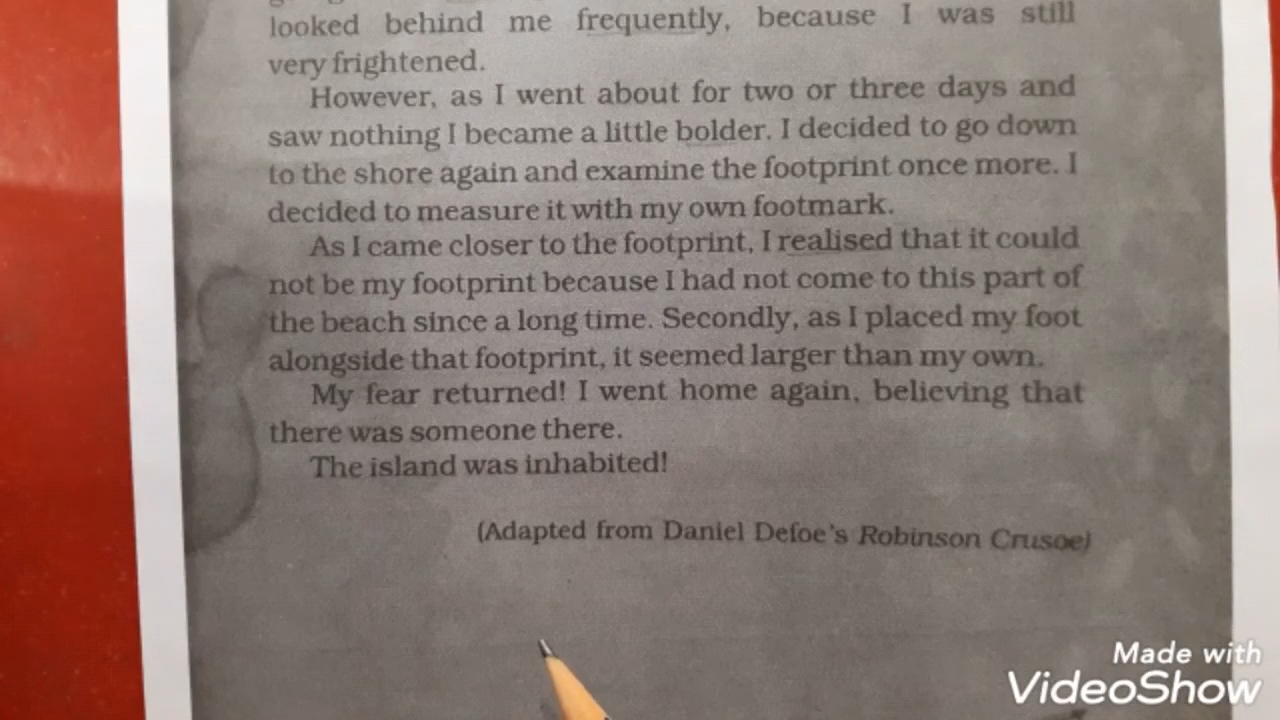 looked behind me frequently, because I was still
very frightened.
However, as I went about for two or three days and
saw nothing I became a little bolder. I decided to go down
to the shore again and examine the footprint once more. I
decided to measure it with my own footmark.
As I came closer to the footprint, I realised that it could
not be my footprint because I had not come to this part of
the beach since a long time. Secondly, as I placed my foot
alongside that footprint, it seemed larger than my own.
My fear returned! I went home again, believing that
there was someone there.
The island was inhabited!
(Adapted from Daniel Defoe's Robinson Crusoe)
Made with
VideoShow